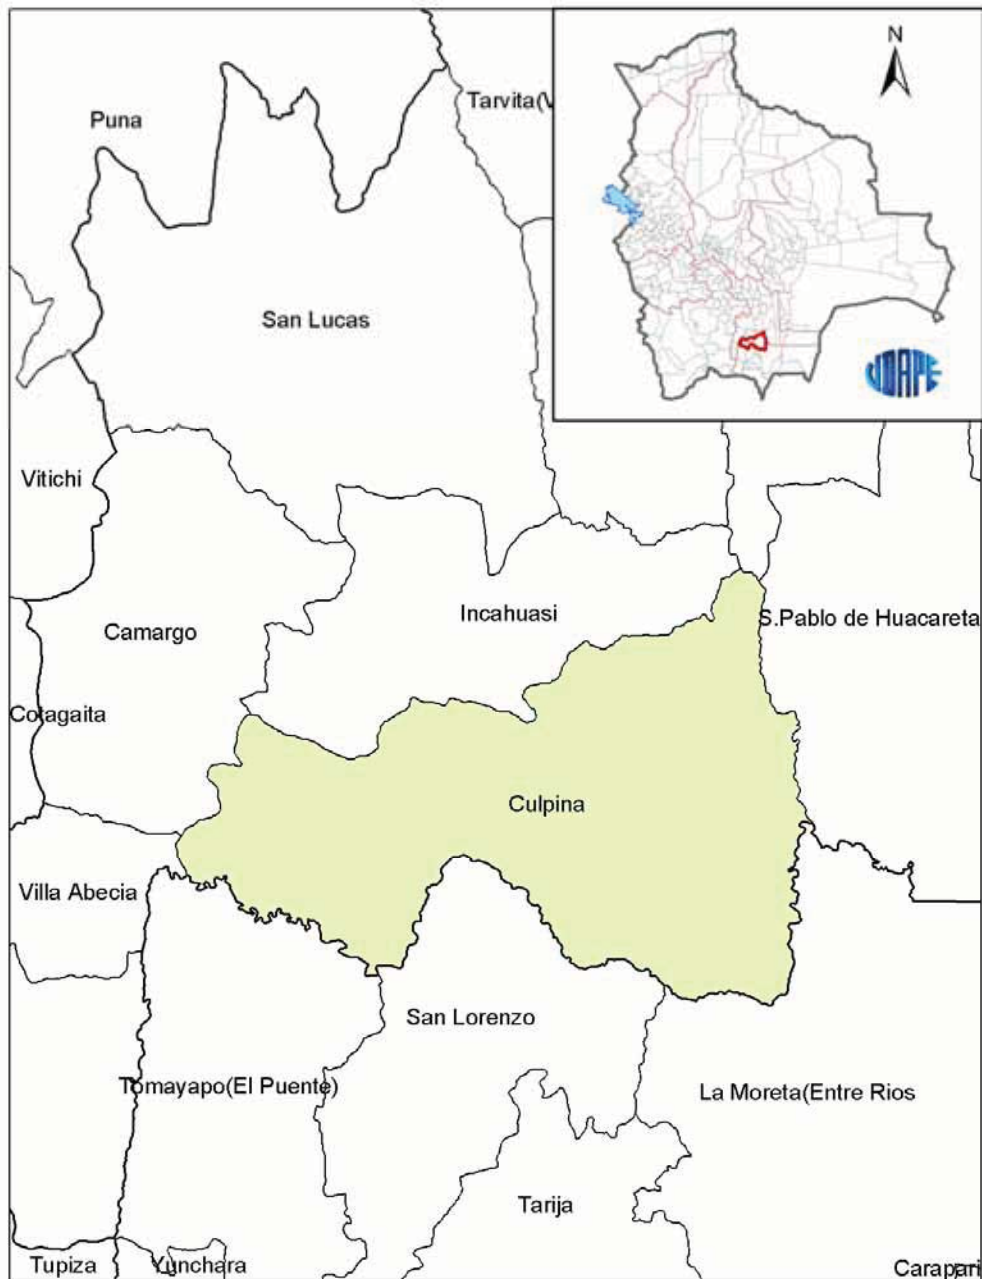 N
Puna
Tarvita(V
San Lucas
UDAPE
Vitichi
Incahuasi
S.Pablo de Huacareta
Camargo
Cotagaita
Culpina
Villa Abecia
San Lorenzo
Tomayapo(El Puente)
La Moreta(Entre Rios
Tarija
Tupiza
Yunchara
Carapari